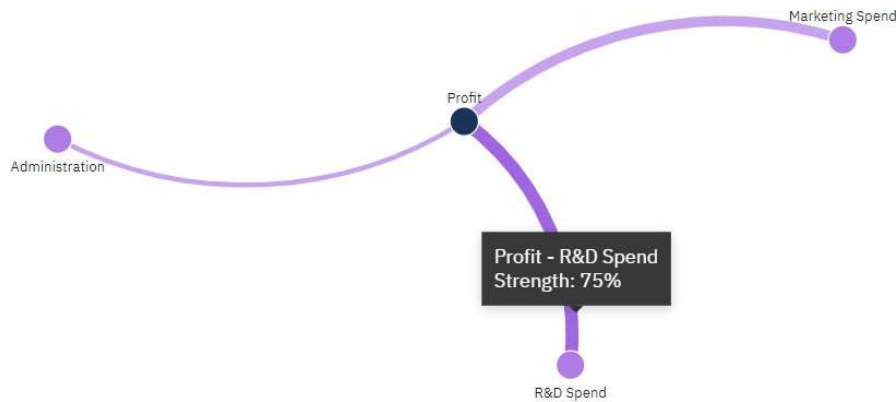 Marketing Spend
Profit
Administration
Profit - R&D Spend
Strength: 75%
R&D Spend